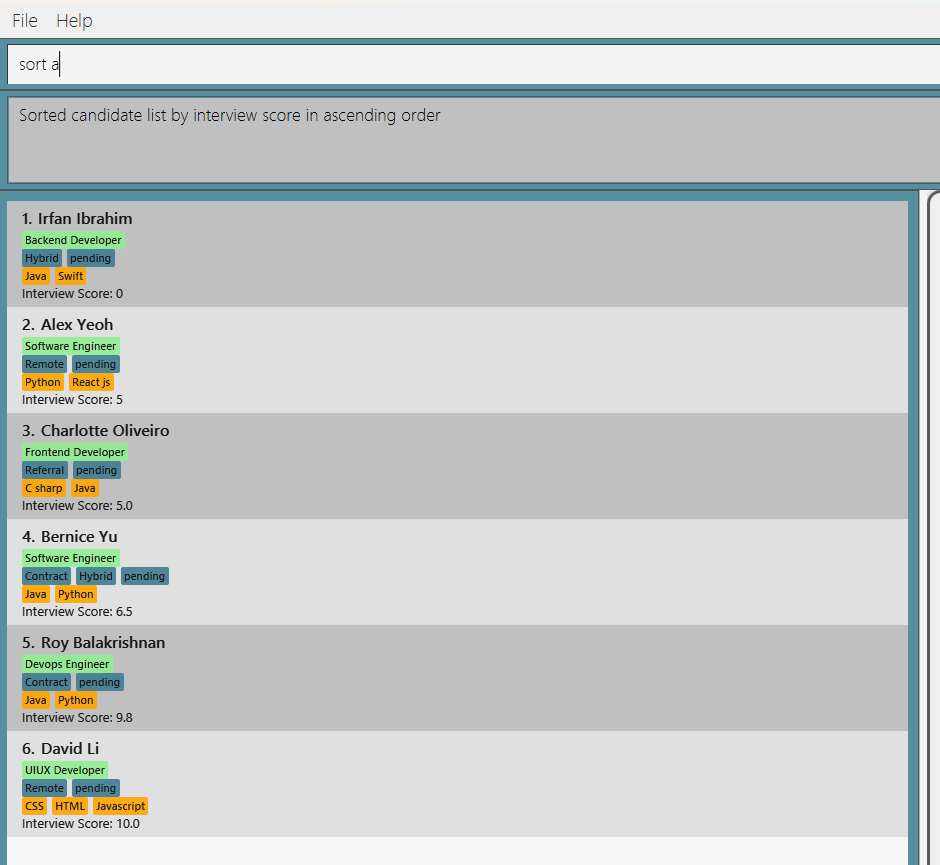 File Help
sort a
Sorted candidate list by interview score in ascending order
1. Irfan Ibrahim
Backend Developer
Hybrid pending
Java Swift
Interview Score: 0
2. Alex Yeoh
Software Engineer
Remote pending
Python React js
Interview Score: 5
3. Charlotte Oliveiro
Frontend Developer
Referral pending
C sharp Java
Interview Score: 5.0
4. Bernice Yu
Software Engineer
Contract Hybrid pending
Java Python
Interview Score: 6.5
5. Roy Balakrishnan
Devops Engineer
Contract pending
Java Python
Interview Score: 9.8
6. David Li
UIUX Developer
Remote pending
CSS HTML Javascript
Interview Score: 10.0